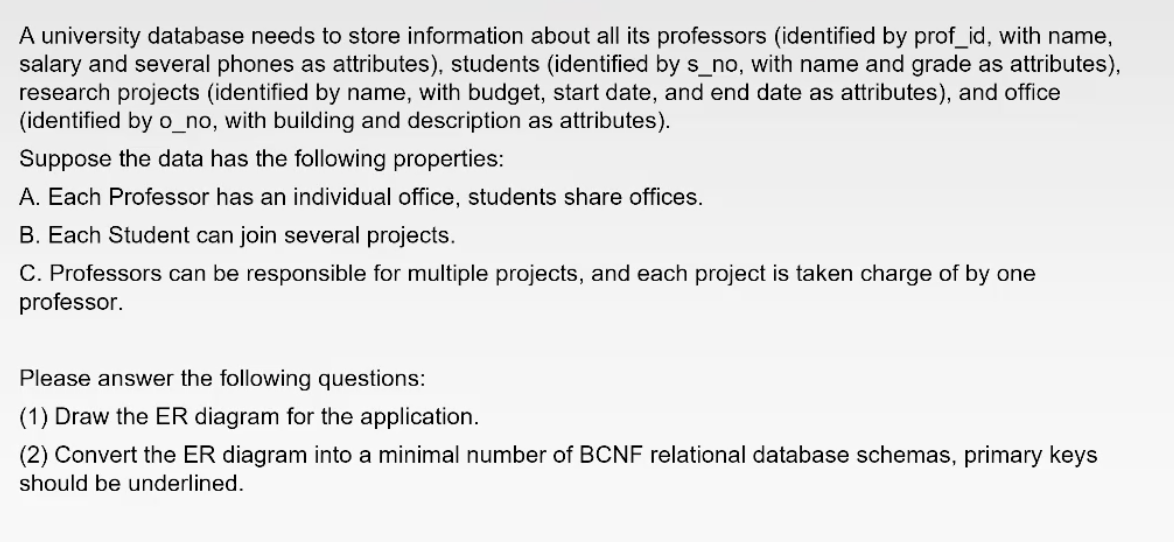 A university database needs to store information about all its professors (identified by prof_id, with name,
salary and several phones as attributes), students (identified by s_no, with name and grade as attributes),
research projects (identified by name, with budget, start date, and end date as attributes), and office
(identified by o_no, with building and description as attributes).
Suppose the data has the following properties:
A. Each Professor has an individual office, students share offices.
B. Each Student can join several projects.
C. Professors can be responsible for multiple projects, and each project is taken charge of by one
professor.
Please answer the following questions:
(1) Draw the ER diagram for the application.
(2) Convert the ER diagram into a minimal number of BCNF relational database schemas, primary keys
should be underlined.